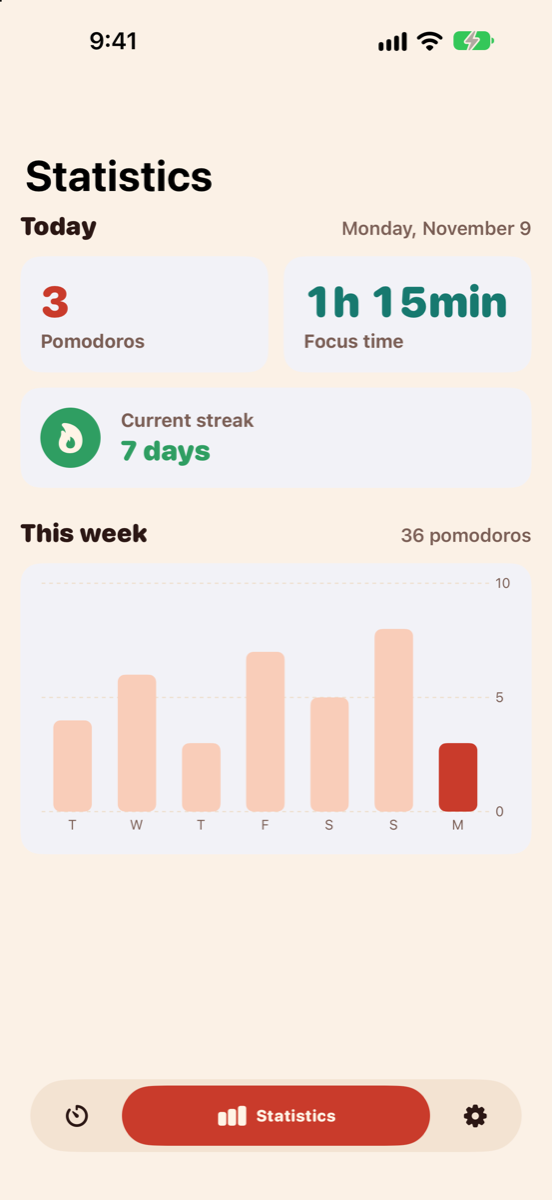 9:41
Statistics
Today
Monday, November 9
3
Pomodoros
1h 15min
Focus time
Current streak
7 days
This week
36 pomodoros
10
5
0
T W T F S S M
Statistics